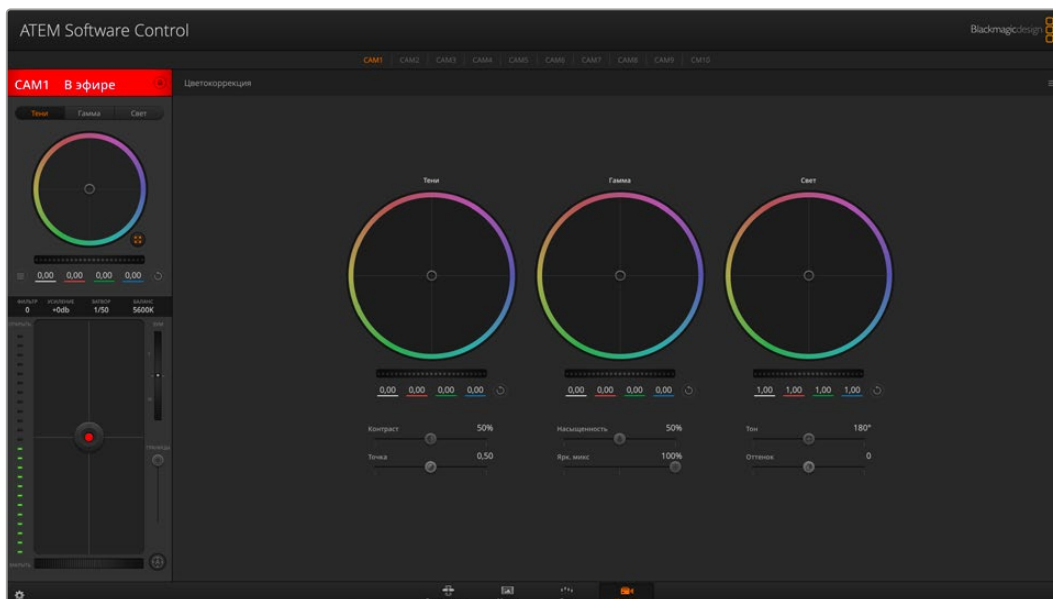 ATEM Software Control
Blackmagicdesign
CAM1 CAM2 CAM3 CAM4 CAM5 CAM6 CAM7 CAM8 CAM9 CM10
CAM1 В эфире
Цветокоррекция
Тени Гамма Свет
Тени Гамма Свет
0,00 0,00 0,00 0,00
ФИЛЬТР УСИЛЕНИЕ ЗАТВОР БАЛАНС
0 +0db 1/50 5600K
0,00 0,00 0,00 0,00 0,00 0,00 0,00 0,00 1,00 1,00 1,00 1,00
Контраст 50% Насыщенность 50% Тон 180°
Точка 0,50 Ярк. микс 100% Оттенок 0